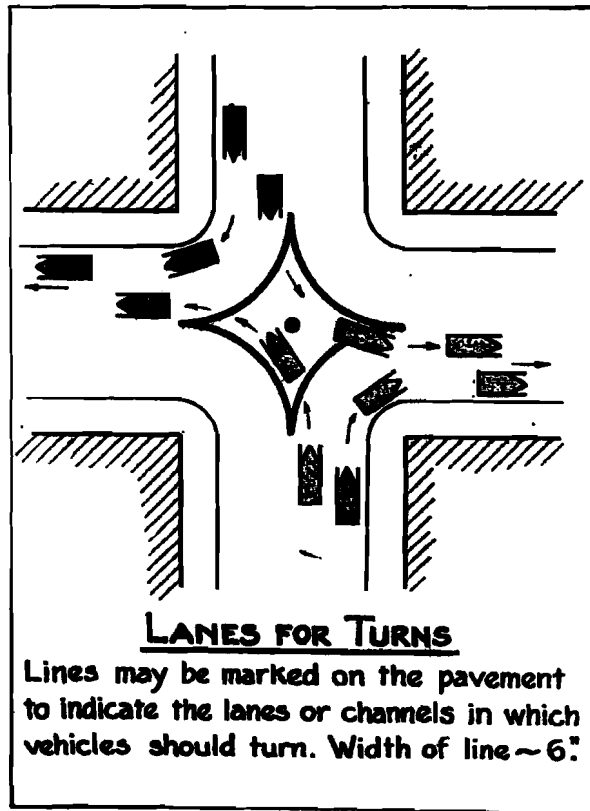 LANES FOR TURNS
Lines may be marked on the pavement
to indicate the lanes or channels in which
vehicles should turn. Width of line ~ 6."